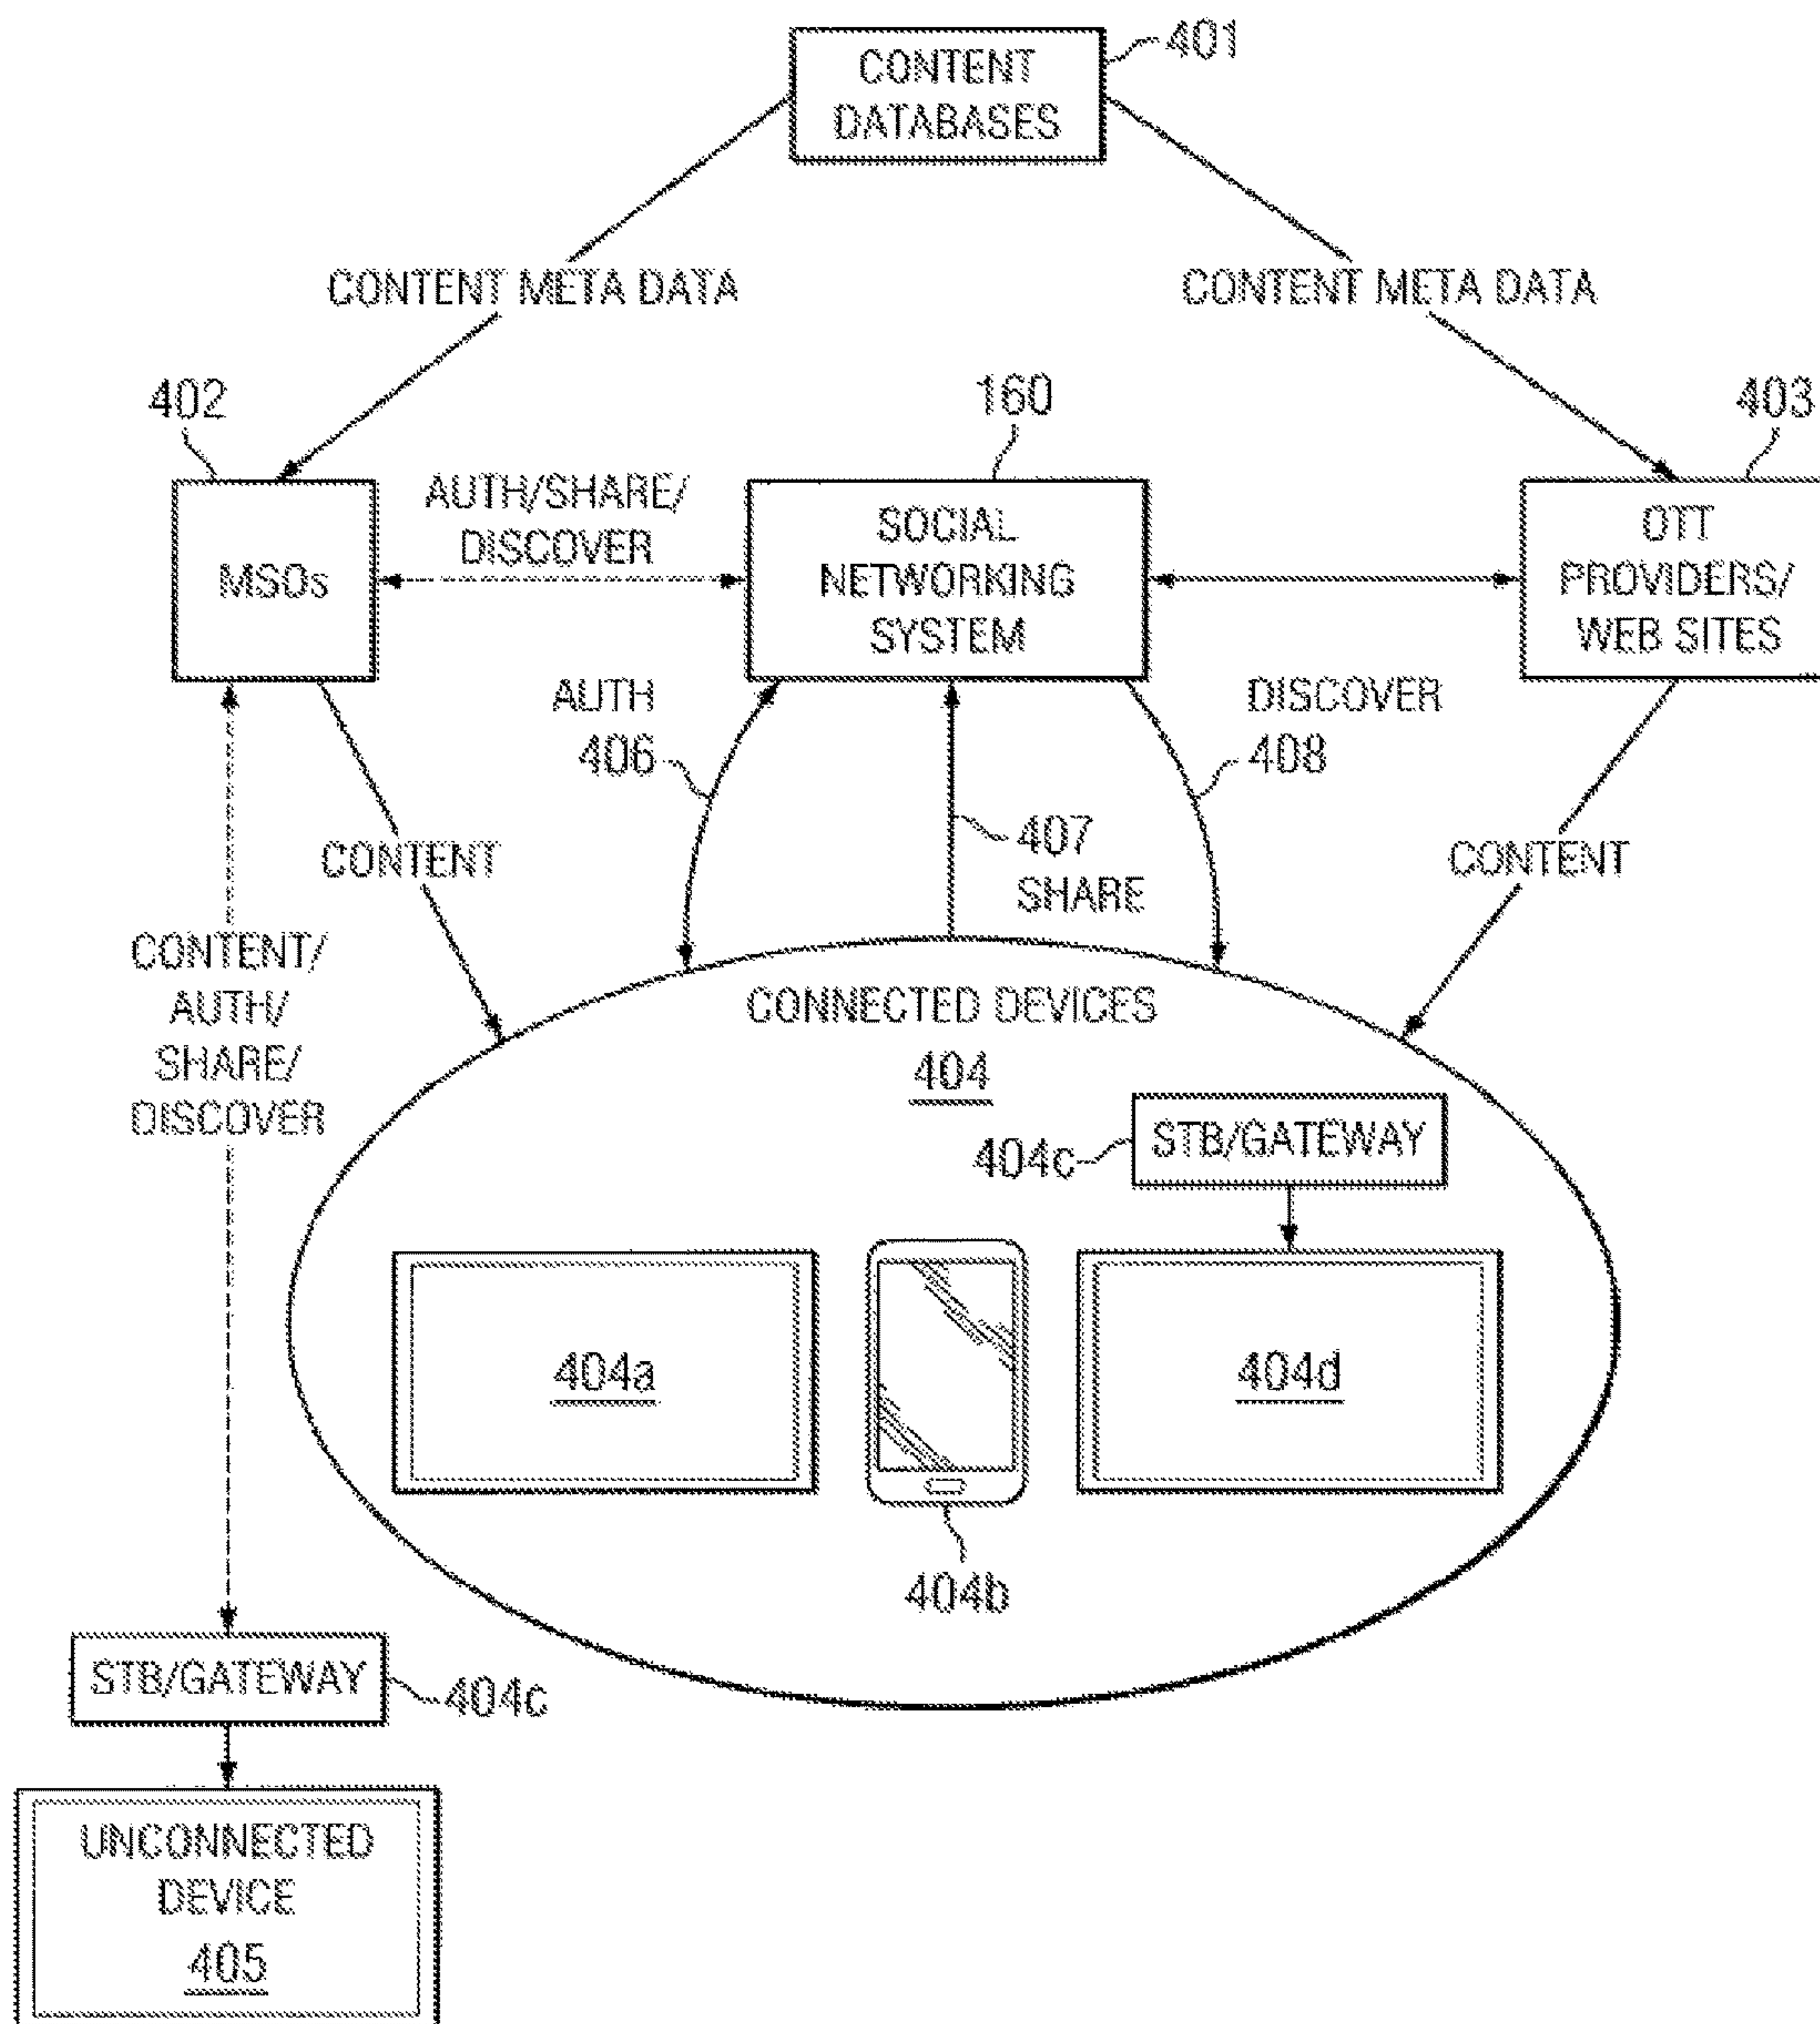 CONTENT
DATABASES
401
CONTENT META DATA
CONTENT META DATA
402
160
403
MSOs
AUTH/SHARE/
DISCOVER
SOCIAL
NETWORKING
SYSTEM
OTT
PROVIDERS/
WEB SITES
AUTH
406
DISCOVER
408
407
SHARE
CONTENT
CONTENT
CONTENT/
AUTH/
SHARE/
DISCOVER
CONNECTED DEVICES
404
404c
STB/GATEWAY
404a
404d
404b
STB/GATEWAY
404c
UNCONNECTED
DEVICE
405